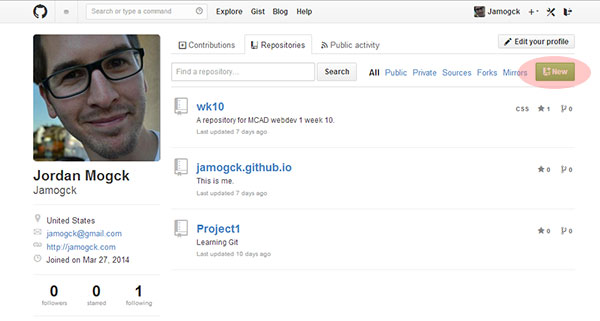 Search or type a command
Explore Gist Blog Help
Jamogck
Contributions Repositories Public activity
Edit your profile
Find a repository...
Search
All Public Private Sources Forks Mirrors
New
wk10
CSS 1 0
A repository for MCAD webdev 1 week 10.
Last updated 7 days ago
jamogck.github.io
0 0
This is me.
Last updated 7 days ago
Project1
0 0
Learning Git
Last updated 10 days ago
Jordan Mogck
Jamogck
United States
jamogck@gmail.com
http://jamogck.com
Joined on Mar 27, 2014
0 0 1
followers starred following